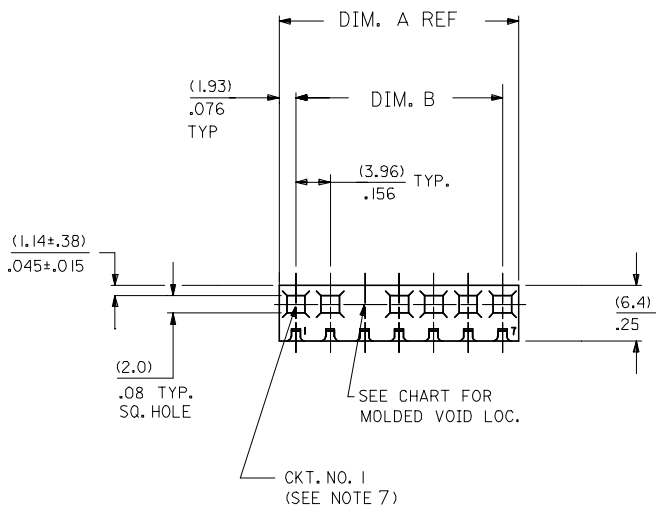 DIM. A REF
(1.93)
.076
TYP
DIM. B
(3.96)
.156
TYP.
(1.14±.38)
.045±.015
(6.4)
.25
1
7
(2.0)
.08 TYP.
SQ. HOLE
SEE CHART FOR
MOLDED VOID LOC.
CKT. NO. 1
(SEE NOTE 7)